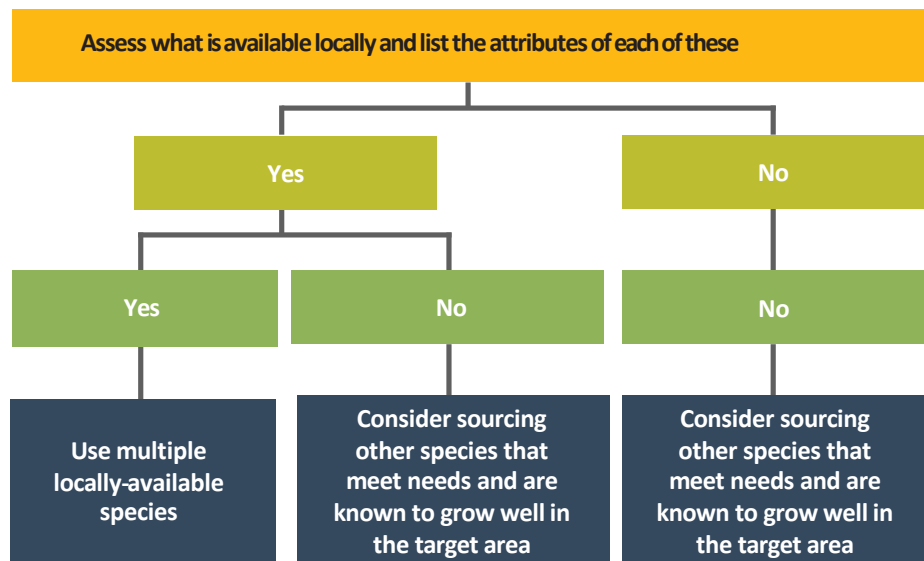 Assess what is available locally and list the attributes of each of these
Yes
No
Yes
No
No
Use multiple
locally-available
species
Consider sourcing
other species that
meet needs and are
known to grow well in
the target area
Consider sourcing
other species that
meet needs and are
known to grow well in
the target area